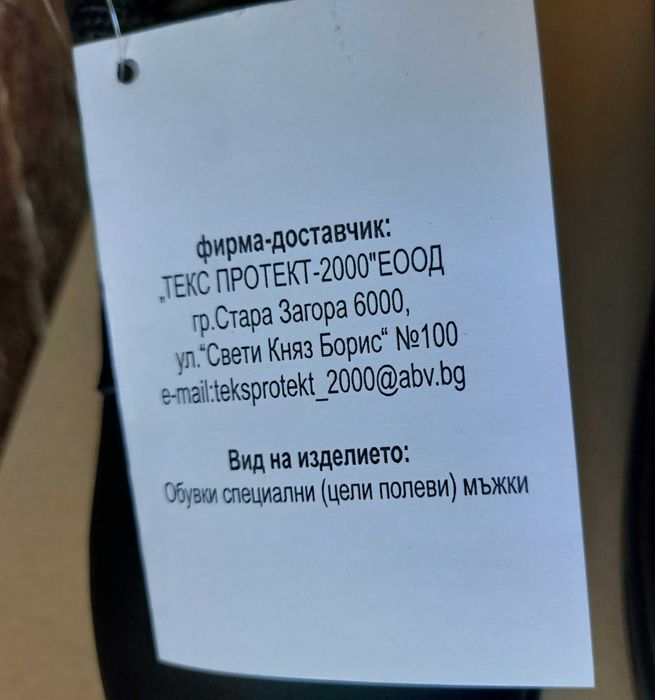 фирма-доставчик:
„ТЕКС ПРОТЕКТ-2000"ЕООД
гр.Стара Загора 6000,
ул.“Свети Княз Борис“ №100
e-mail:teksprotekt_2000@abv.bg
Вид на изделието:
Обувки специални (цели полеви) мъжки